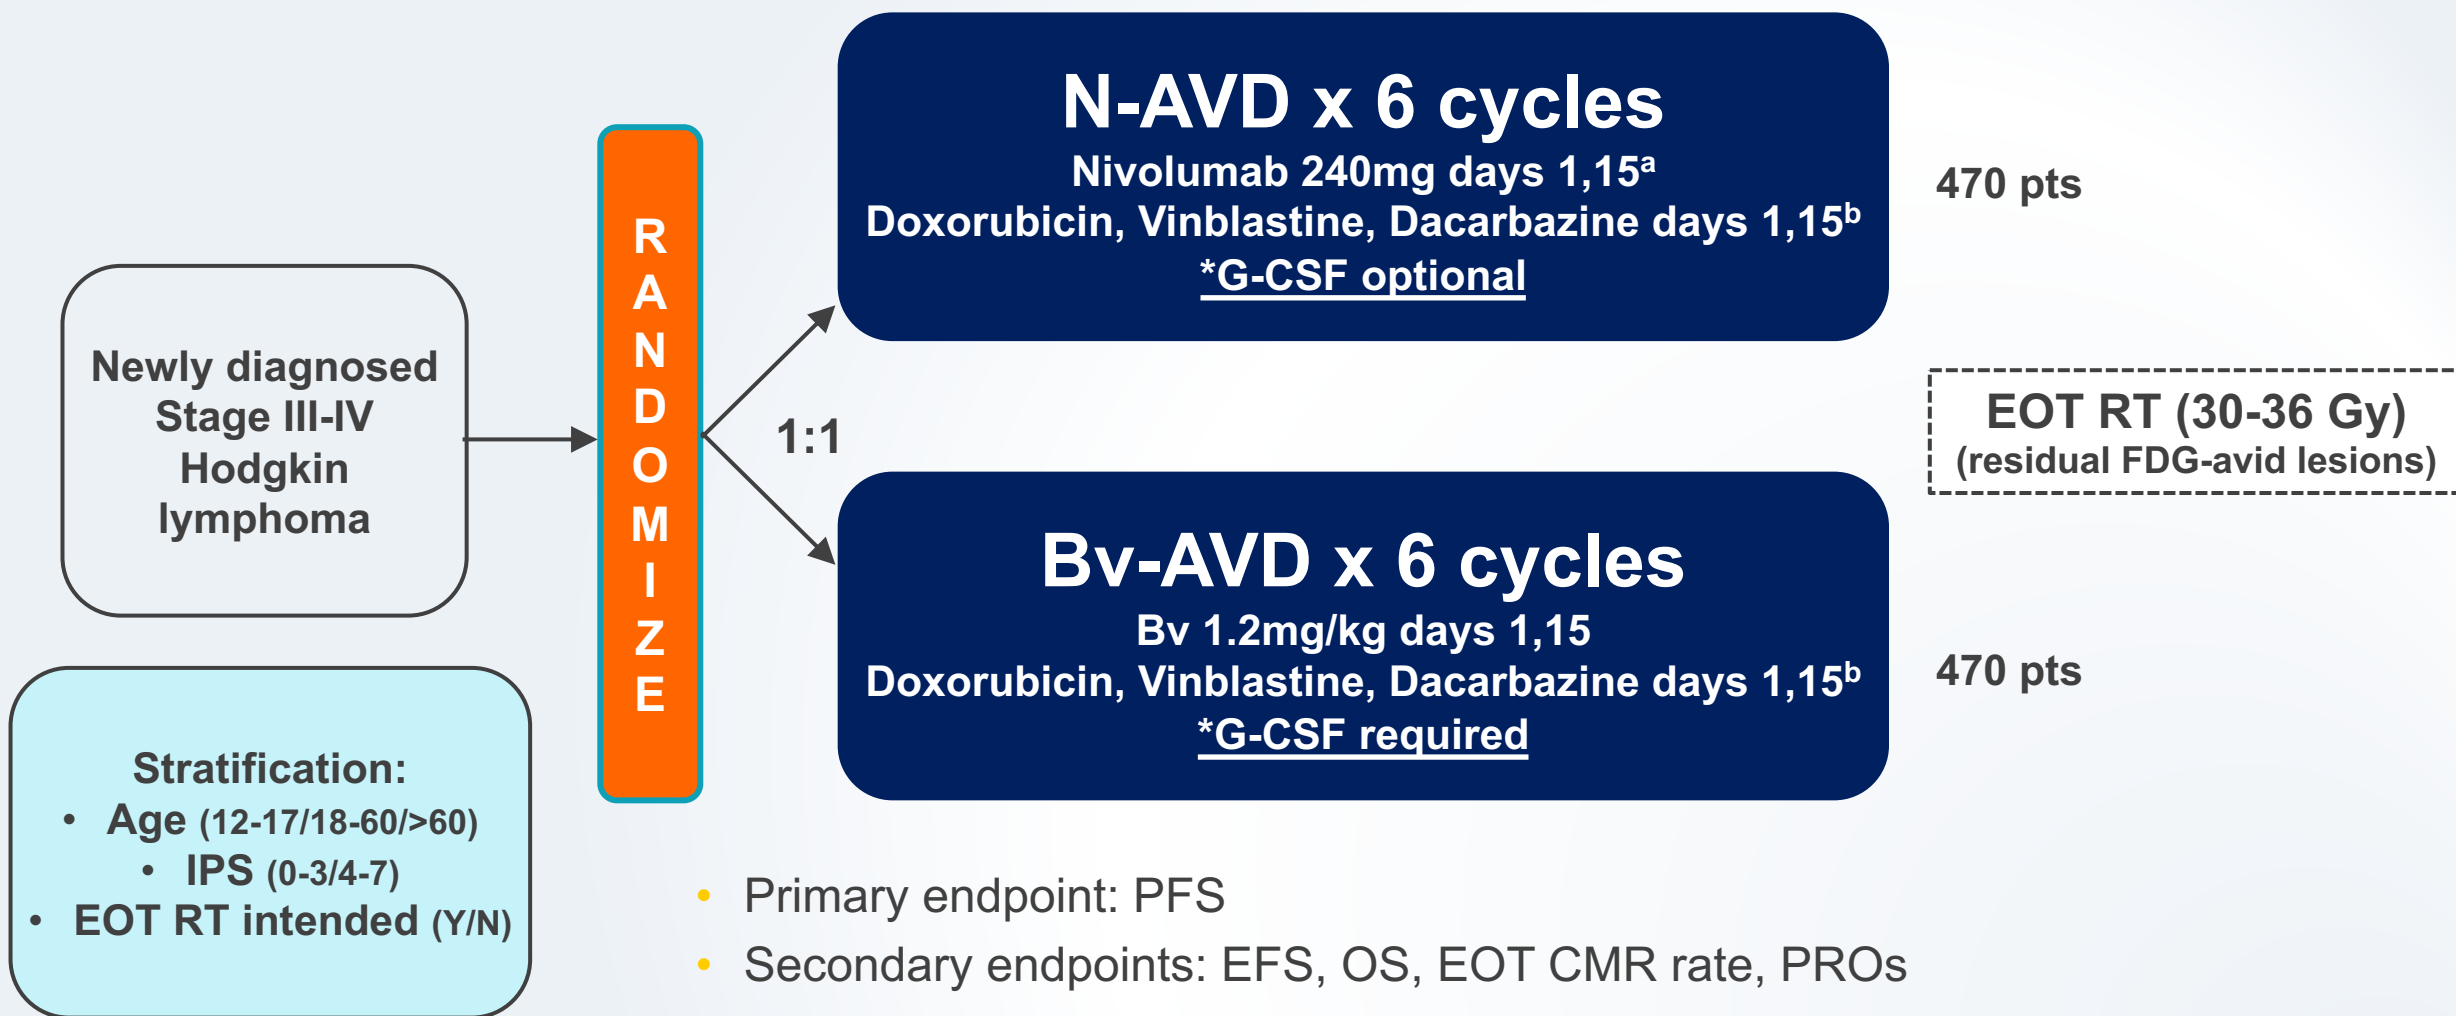 Newly diagnosed
Stage III-IV
Hodgkin
lymphoma
Stratification:
• Age (12-17/18-60/>60)
• IPS (0-3/4-7)
• EOT RT intended (Y/N)
R
A
N
D
O
M
I
Z
E
1:1
N-AVD x 6 cycles
Nivolumab 240mg days 1,15ᵃ
Doxorubicin, Vinblastine, Dacarbazine days 1,15ᵇ
*G-CSF optional
470 pts
Bv-AVD x 6 cycles
Bv 1.2mg/kg days 1,15
Doxorubicin, Vinblastine, Dacarbazine days 1,15ᵇ
*G-CSF required
470 pts
EOT RT (30-36 Gy)
(residual FDG-avid lesions)
• Primary endpoint: PFS
• Secondary endpoints: EFS, OS, EOT CMR rate, PROs